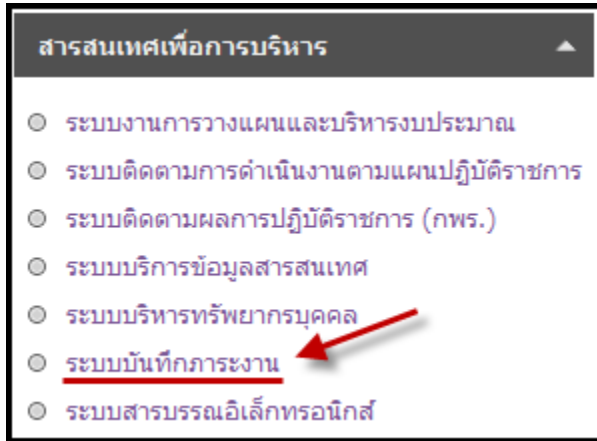 สารสนเทศเพื่อการบริหาร
ระบบงานการวางแผนและบริหารงบประมาณ
ระบบติดตามการดำเนินงานตามแผนปฏิบัติราชการ
ระบบติดตามผลการปฏิบัติราชการ (กพร.)
ระบบบริการข้อมูลสารสนเทศ
ระบบบริหารทรัพยากรบุคคล
ระบบบันทึกภาระงาน
ระบบสารบรรณอิเล็กทรอนิกส์